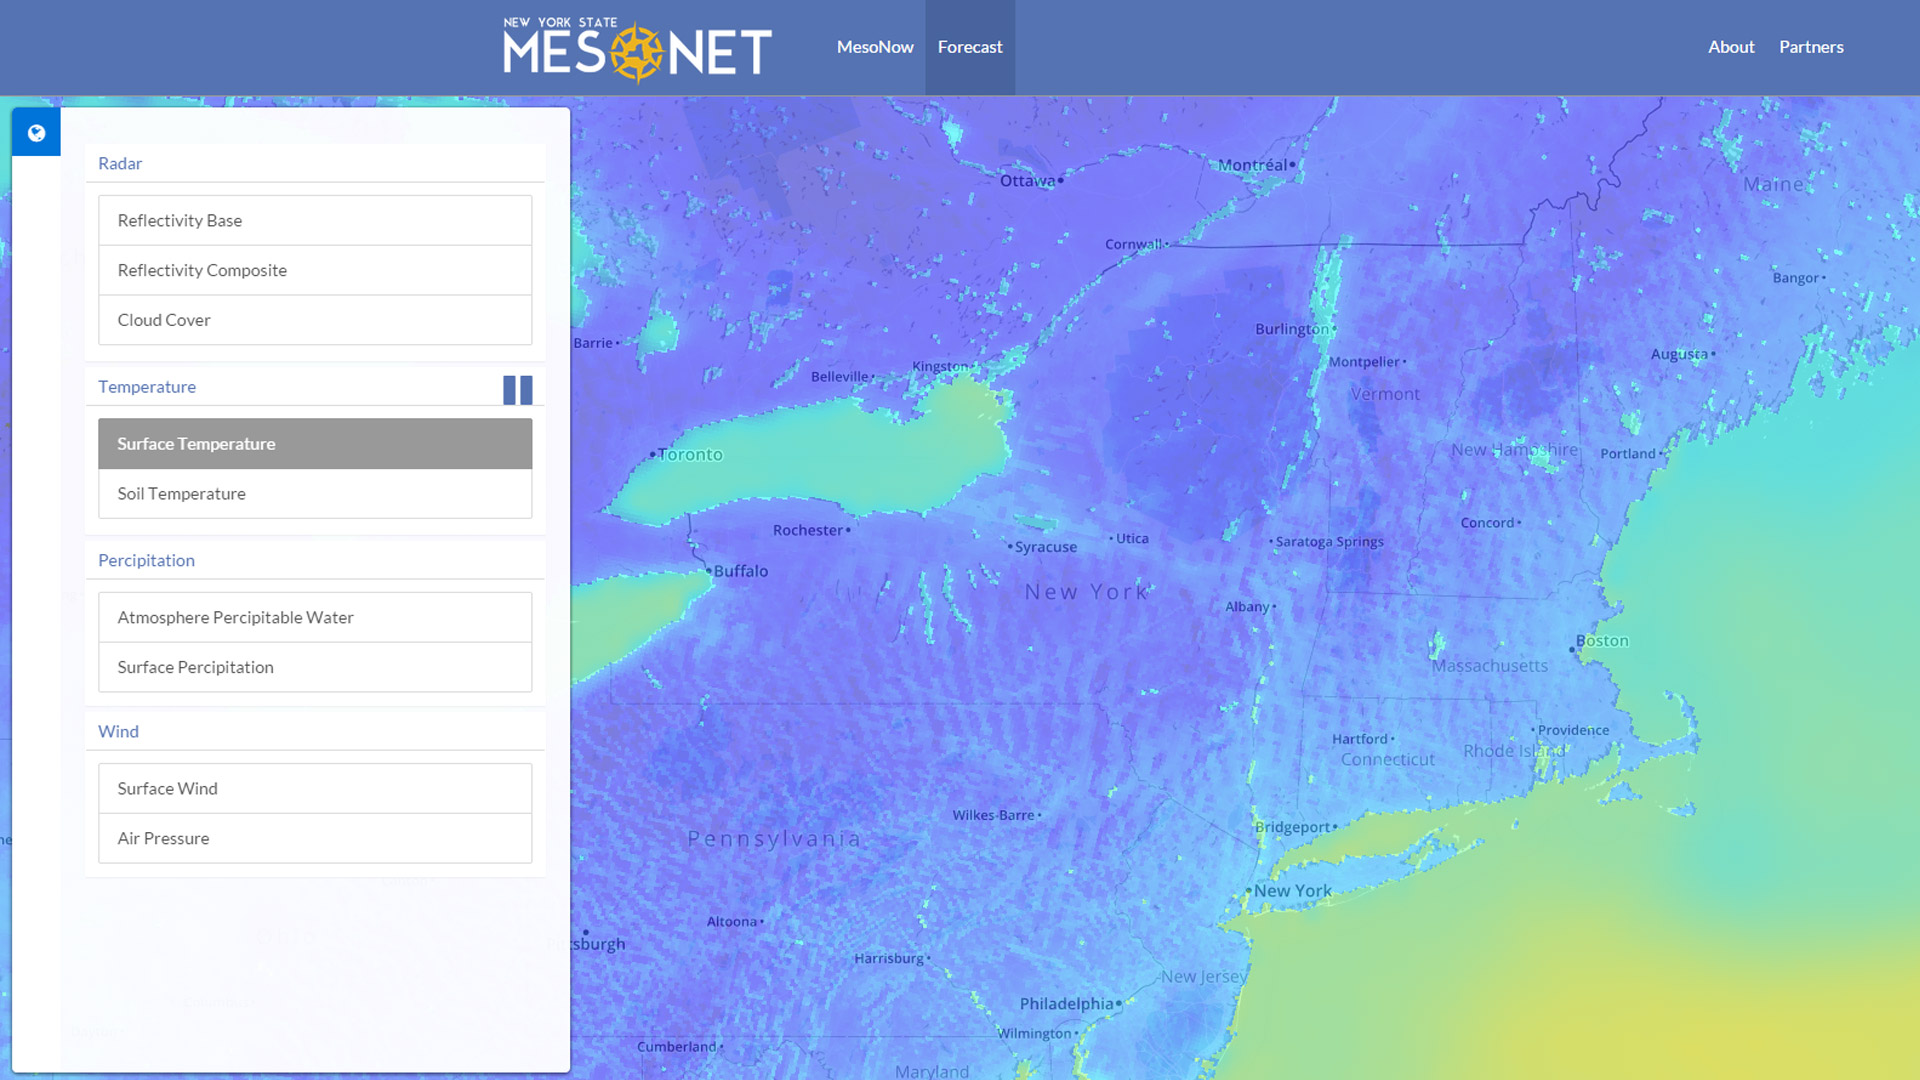 NEW YORK STATE
MESONET
MesoNow
Forecast
About
Partners
Radar
Reflectivity Base
Reflectivity Composite
Cloud Cover
Temperature
Surface Temperature
Soil Temperature
Percipitation
Atmosphere Percipitable Water
Surface Percipitation
Wind
Surface Wind
Air Pressure
Montréal
Ottawa
Maine
Cornwall
Bangor
Burlington
Barrie
Montpelier
Augusta
Kingston
Belleville
Vermont
New Hampshire
Portland
Toronto
Concord
Rochester
Utica
Saratoga Springs
Syracuse
Buffalo
New York
Albany
Boston
Massachusetts
Providence
Hartford
Rhode Island
Connecticut
Wilkes-Barre
Bridgeport
Pennsylvania
New York
Altoona
ttsburgh
Harrisburg
New Jersey
Philadelphia
Wilmington
Cumberland
Maryland